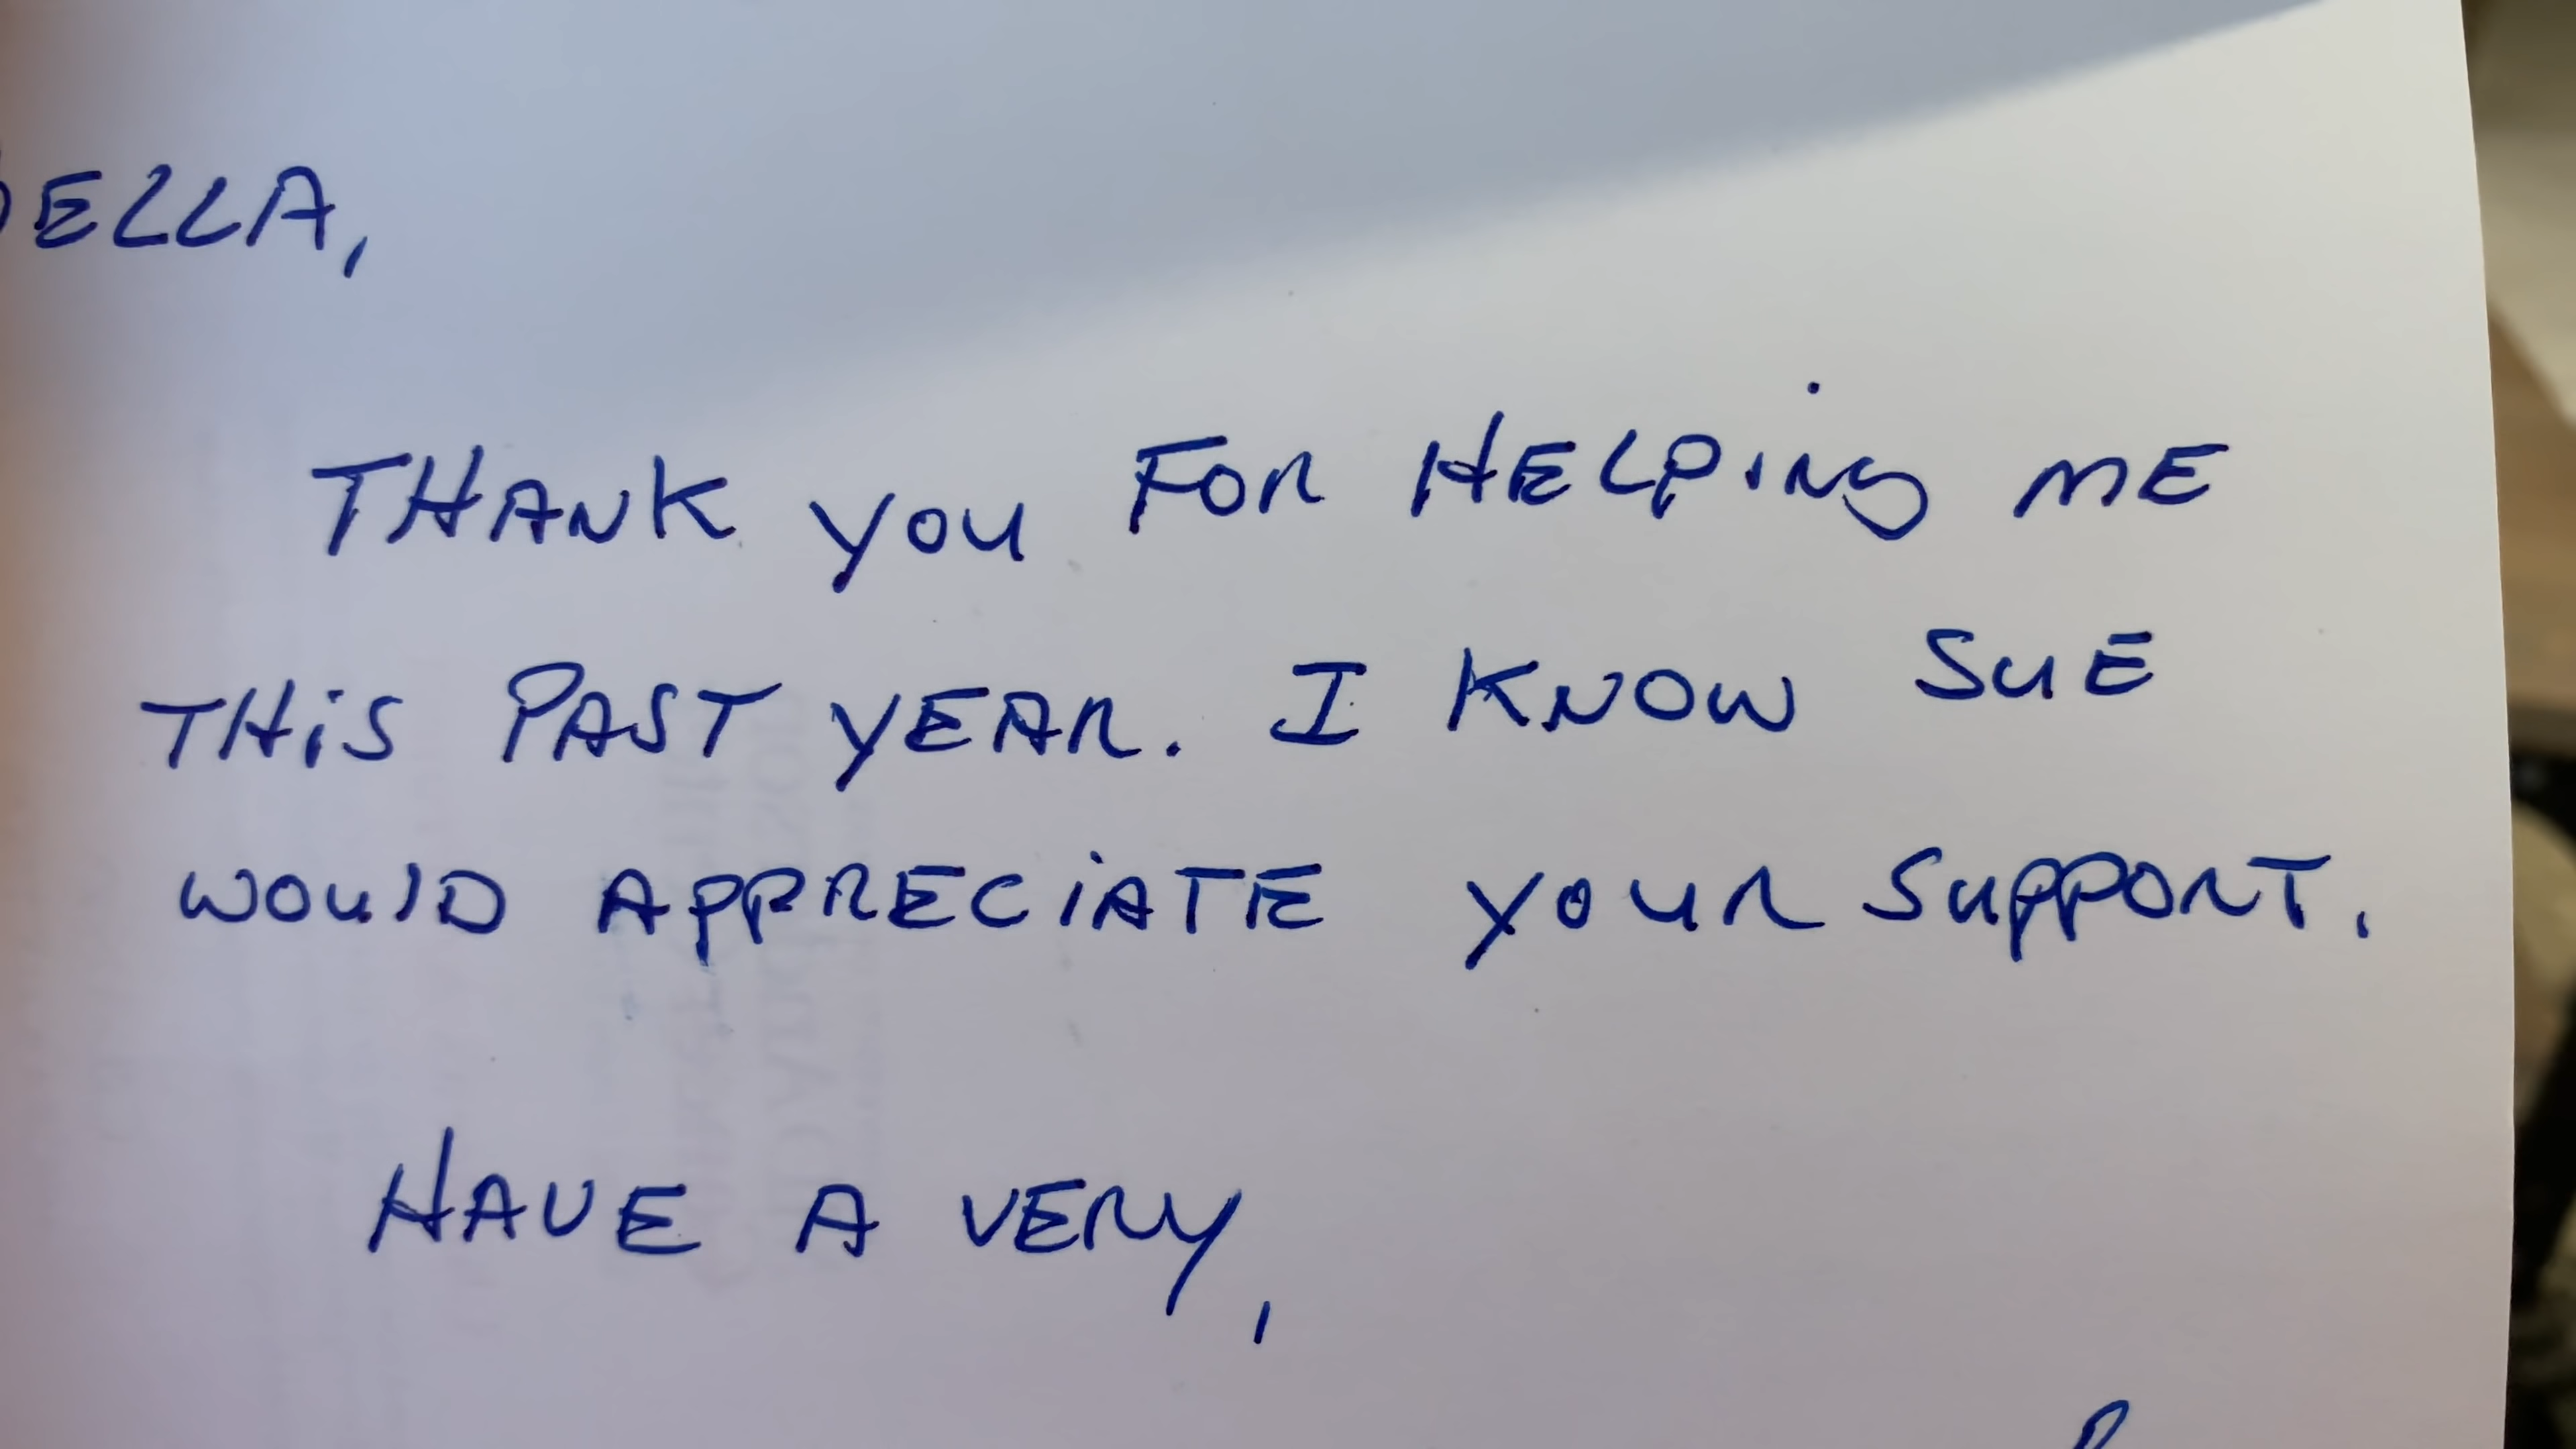 ELLA,
THANK YOU FOR HELPiNg ME
THiS PAST YEAR. I KNOW SUE
WOULD APPRECiATE YOUR SUPPORT.
HAVE A VERY,